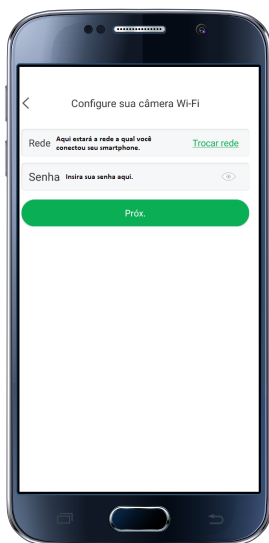 Configure sua câmera Wi-Fi
Rede Aqui estará a rede a qual você conectou seu smartphone. Trocar rede
Senha Insira sua senha aqui.
Próx.